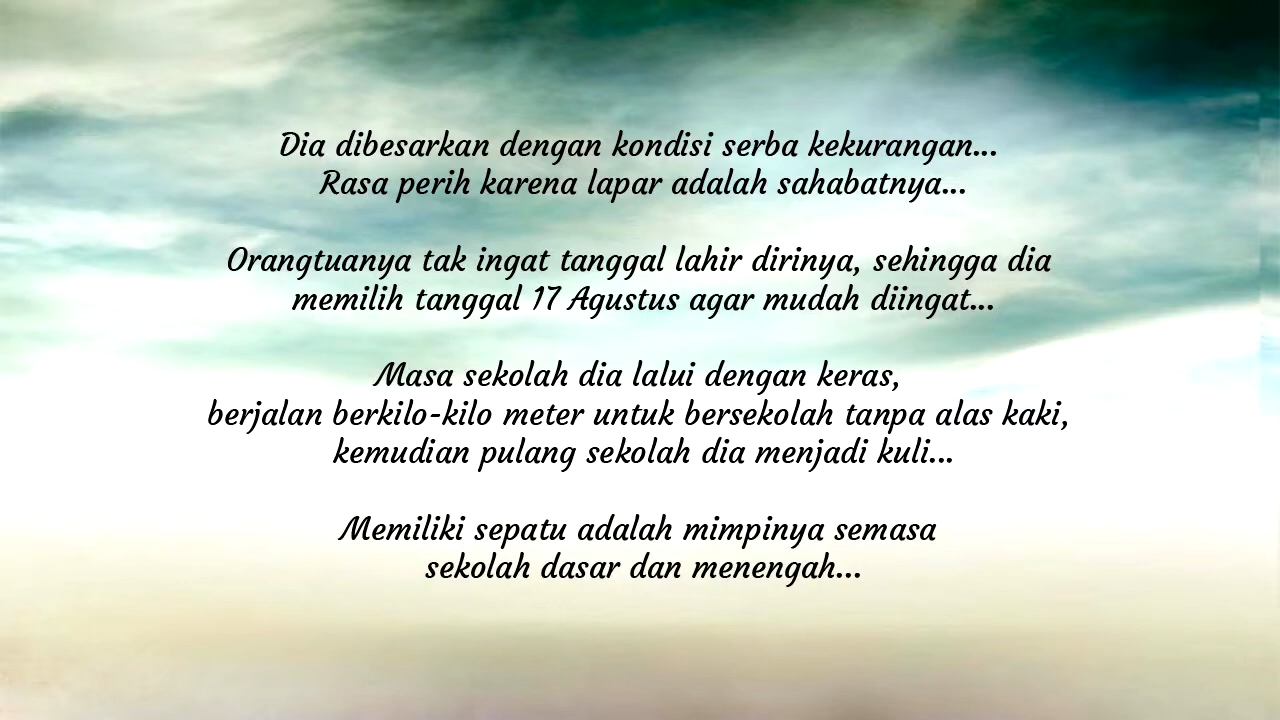 Dia dibesarkan dengan kondisi serba kekurangan...
Rasa perih karena lapar adalah sahabatnya...
Orangtuanya tak ingat tanggal lahir dirinya, sehingga dia
memilih tanggal 17 Agustus agar mudah diingat...
Masa sekolah dia lalui dengan keras,
berjalan berkilo-kilo meter untuk bersekolah tanpa alas kaki,
kemudian pulang sekolah dia menjadi kuli...
Memiliki sepatu adalah mimpinya semasa
sekolah dasar dan menengah...